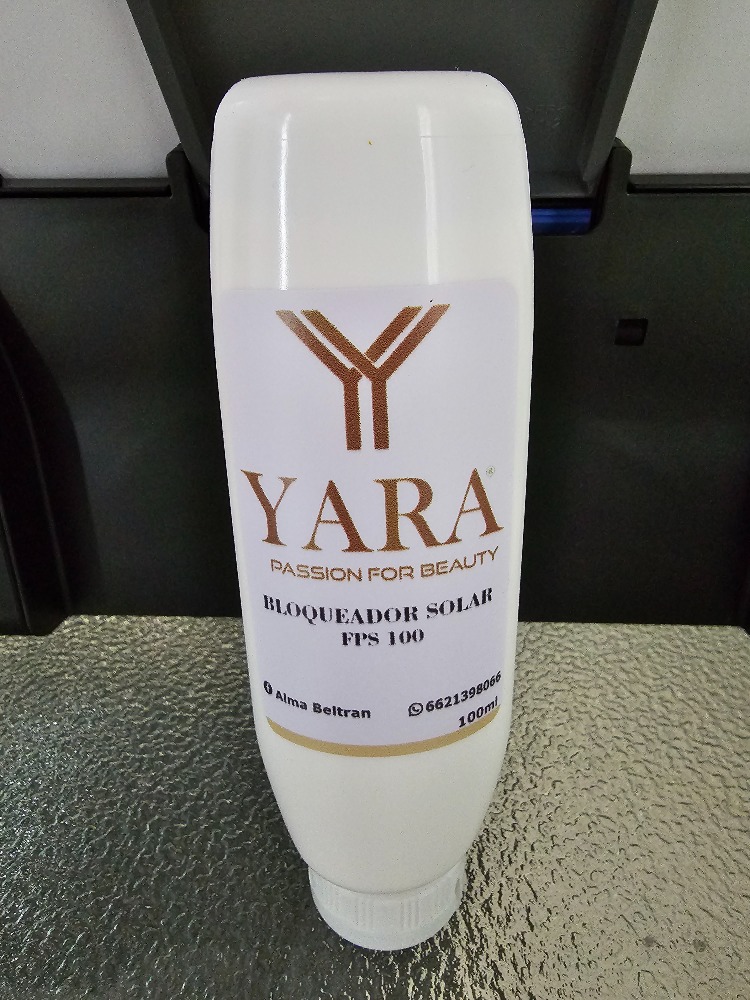 YARA®
PASSION FOR BEAUTY
BLOQUEADOR SOLAR
FPS 100
Alma Beltran 6621398066
100ml